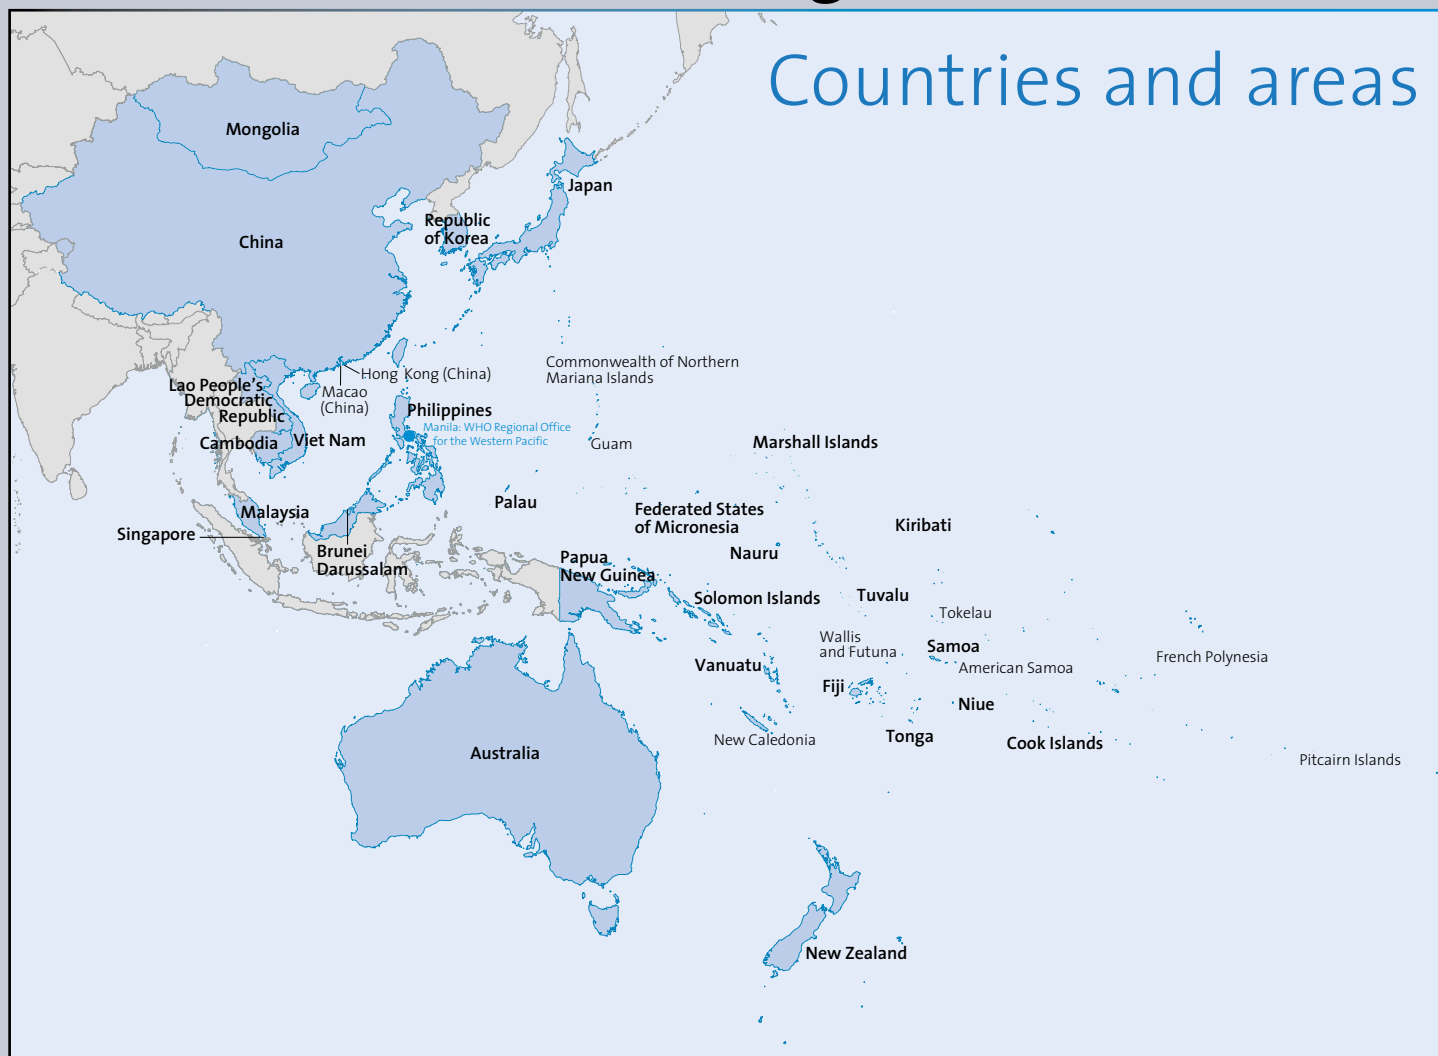 Countries and areas
Mongolia
Japan
Republic
of Korea
China
Commonwealth of Northern
Mariana Islands
Hong Kong (China)
Macao
(China)
Lao People's
Democratic
Republic
Philippines
Manila: WHO Regional Office
for the Western Pacific
Cambodia
Viet Nam
Guam
Marshall Islands
Palau
Malaysia
Federated States
of Micronesia
Kiribati
Singapore
Brunei
Darussalam
Nauru
Papua
New Guinea
Solomon Islands
Tuvalu
Tokelau
Wallis
and Futuna
Samoa
French Polynesia
Vanuatu
American Samoa
Fiji
Niue
New Caledonia
Tonga
Cook Islands
Australia
Pitcairn Islands
New Zealand